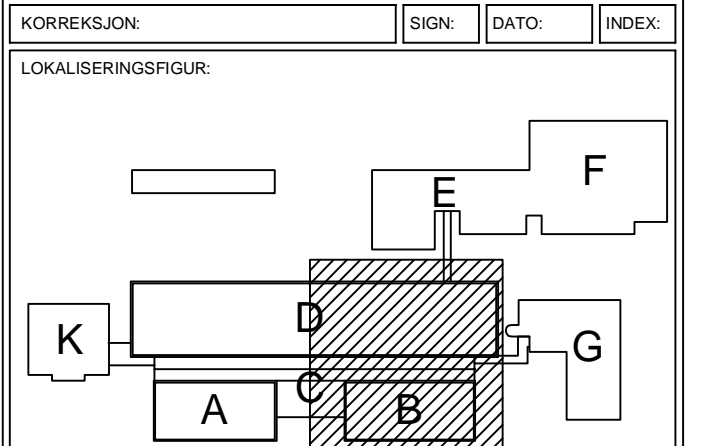 KORREKSJON: SIGN: DATO: INDEX:
LOKALISERINGSFIGUR:
F
E
D
K
G
C
A B